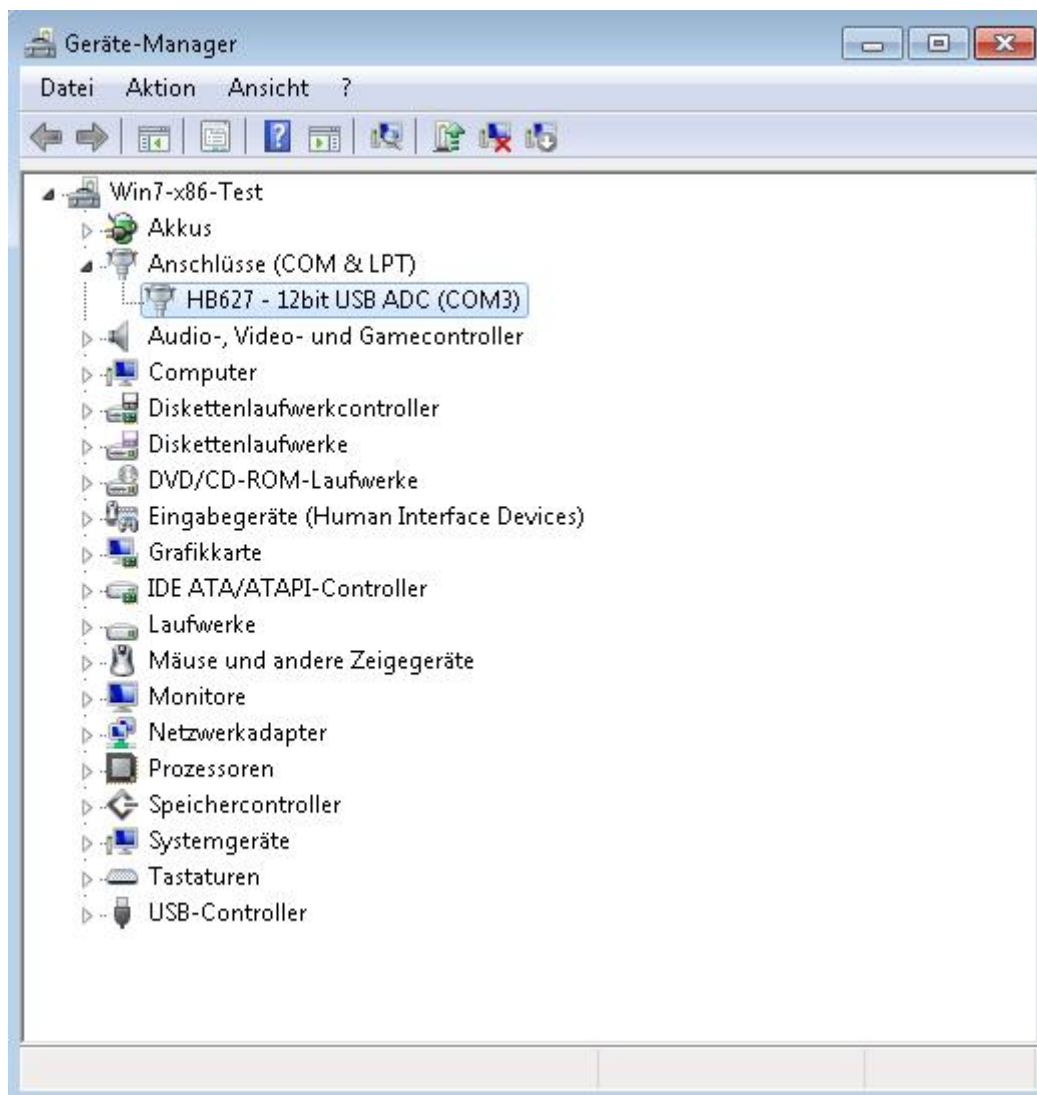 Geräte-Manager
Datei Aktion Ansicht ?
Win7-x86-Test
Akkus
Anschlüsse (COM & LPT)
HB627 - 12bit USB ADC (COM3)
Audio-, Video- und Gamecontroller
Computer
Diskettenlaufwerkcontroller
Diskettenlaufwerke
DVD/CD-ROM-Laufwerke
Eingabegeräte (Human Interface Devices)
Grafikkarte
IDE ATA/ATAPI-Controller
Laufwerke
Mäuse und andere Zeigegeräte
Monitore
Netzwerkadapter
Prozessoren
Speichercontroller
Systemgeräte
Tastaturen
USB-Controller